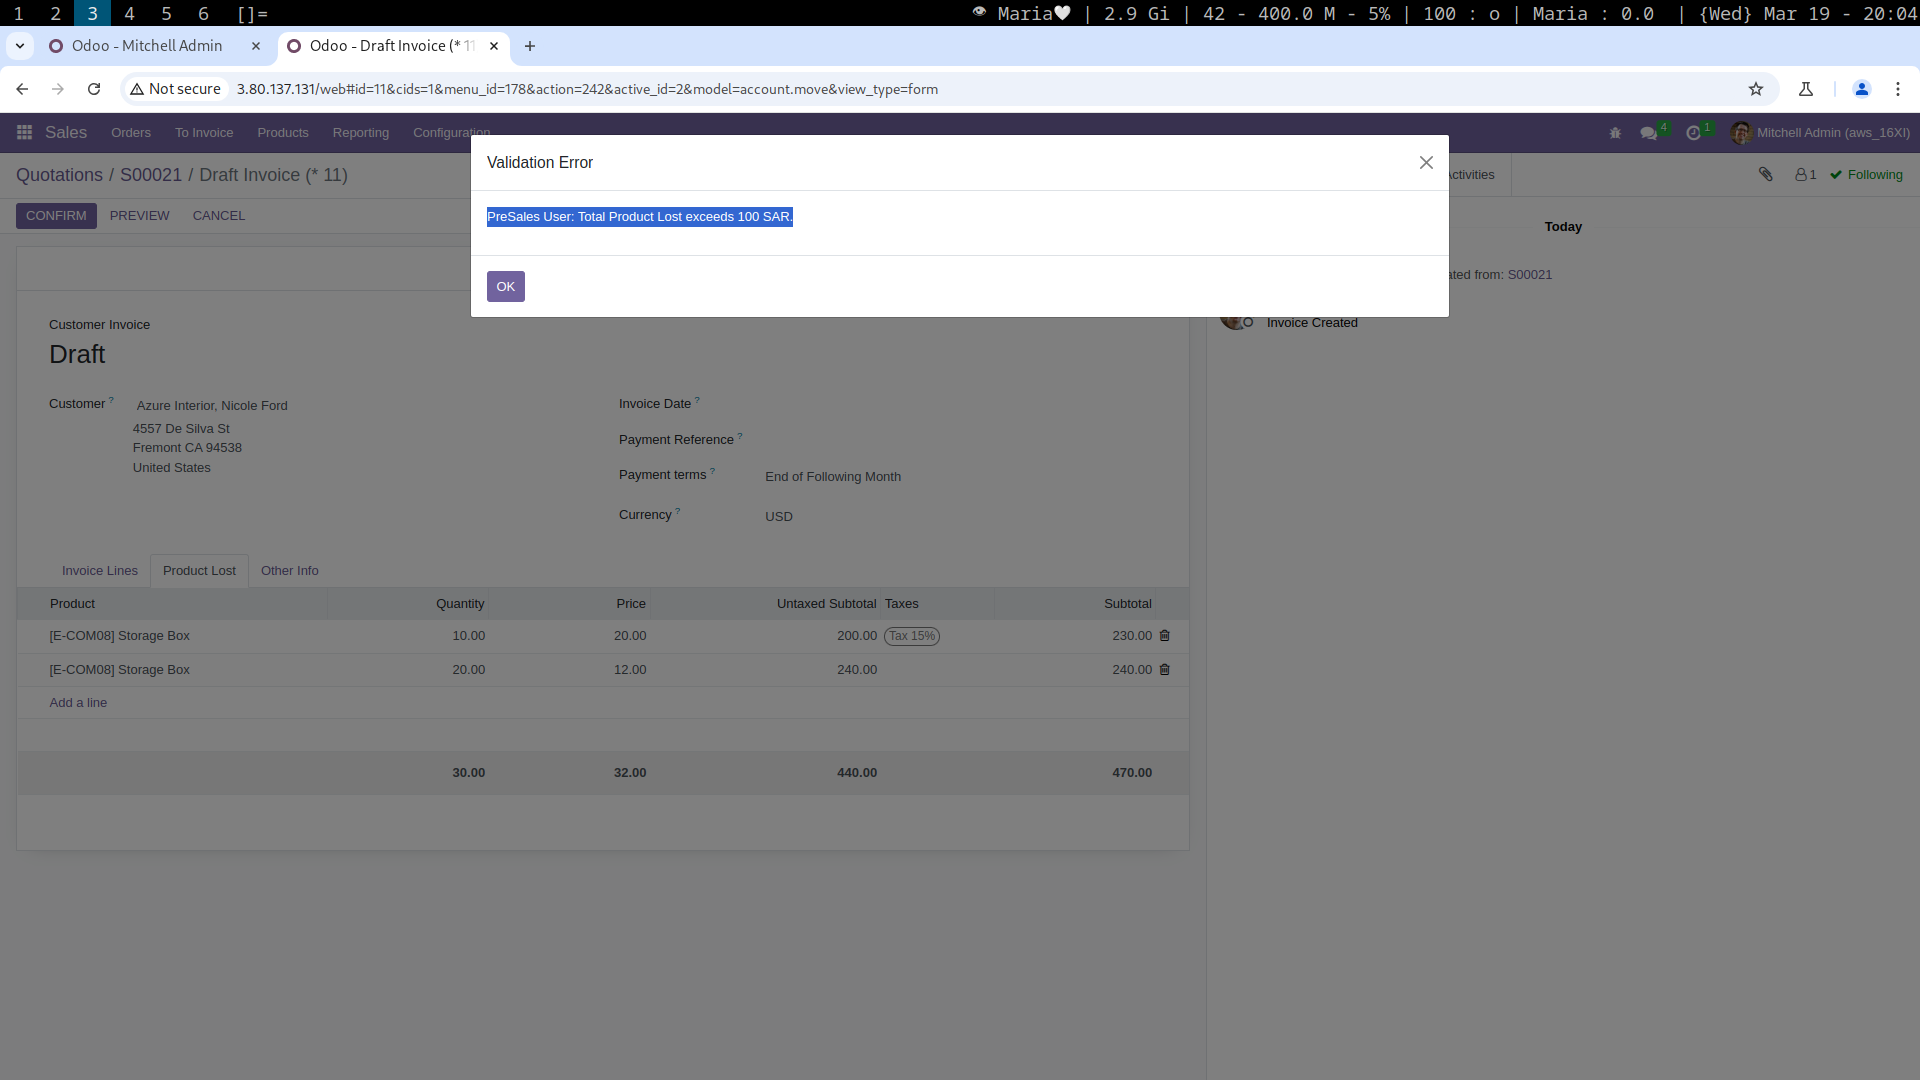 1 2 3 4 5 6 []= 👁 Maria🤍 | 2.9 Gi | 42 - 400.0 M - 5% | 100 : o | Maria : 0.0 | {Wed} Mar 19 - 20:04
Odoo - Mitchell Admin
Odoo - Draft Invoice (* 11
Not secure 3.80.137.131/web#id=11&cids=1&menu_id=178&action=242&active_id=2&model=account.move&view_type=form
Sales Orders To Invoice Products Reporting Configuration 4 1 Mitchell Admin (aws_16XI)
Validation Error
Quotations / S00021 / Draft Invoice (* 11) ctivities 1 Following
CONFIRM PREVIEW CANCEL
PreSales User: Total Product Lost exceeds 100 SAR.
Today
OK
ated from: S00021
Invoice Created
Customer Invoice
Draft
Customer ? Azure Interior, Nicole Ford
4557 De Silva St
Fremont CA 94538
United States
Invoice Date ?
Payment Reference ?
Payment terms ? End of Following Month
Currency ? USD
Invoice Lines Product Lost Other Info
Product Quantity Price Untaxed Subtotal Taxes Subtotal
[E-COM08] Storage Box 10.00 20.00 200.00 Tax 15% 230.00
[E-COM08] Storage Box 20.00 12.00 240.00 240.00
Add a line
30.00 32.00 440.00 470.00